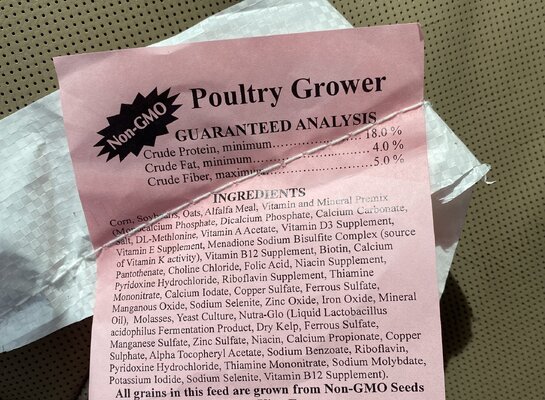 Poultry Grower
Non-GMO
GUARANTEED ANALYSIS
Crude Protein, minimum....................... 18.0 %
Crude Fat, minimum............................. 4.0 %
Crude Fiber, maximum.......................... 5.0 %
INGREDIENTS
Corn, Soybeans, Oats, Alfalfa Meal, Vitamin and Mineral Premix
(Monocalcium Phosphate, Dicalcium Phosphate, Calcium Carbonate,
Salt, DL-Methionine, Vitamin A Acetate, Vitamin D3 Supplement,
Vitamin E Supplement, Menadione Sodium Bisulfite Complex (source
of Vitamin K activity), Vitamin B12 Supplement, Biotin, Calcium
Pantothenate, Choline Chloride, Folic Acid, Niacin Supplement,
Pyridoxine Hydrochloride, Riboflavin Supplement, Thiamine
Mononitrate, Calcium Iodate, Copper Sulfate, Ferrous Sulfate,
Manganous Oxide, Sodium Selenite, Zinc Oxide, Iron Oxide, Mineral
Oil), Molasses, Yeast Culture, Nutra-Glo (Liquid Lactobacillus
acidophilus Fermentation Product, Dry Kelp, Ferrous Sulfate,
Manganese Sulfate, Zinc Sulfate, Niacin, Calcium Propionate, Copper
Sulphate, Alpha Tocopheryl Acetate, Sodium Benzoate, Riboflavin,
Pyridoxine Hydrochloride, Thiamine Mononitrate, Sodium Molybdate,
Potassium Iodide, Sodium Selenite, Vitamin B12 Supplement).
All grains in this feed are grown from Non-GMO Seeds